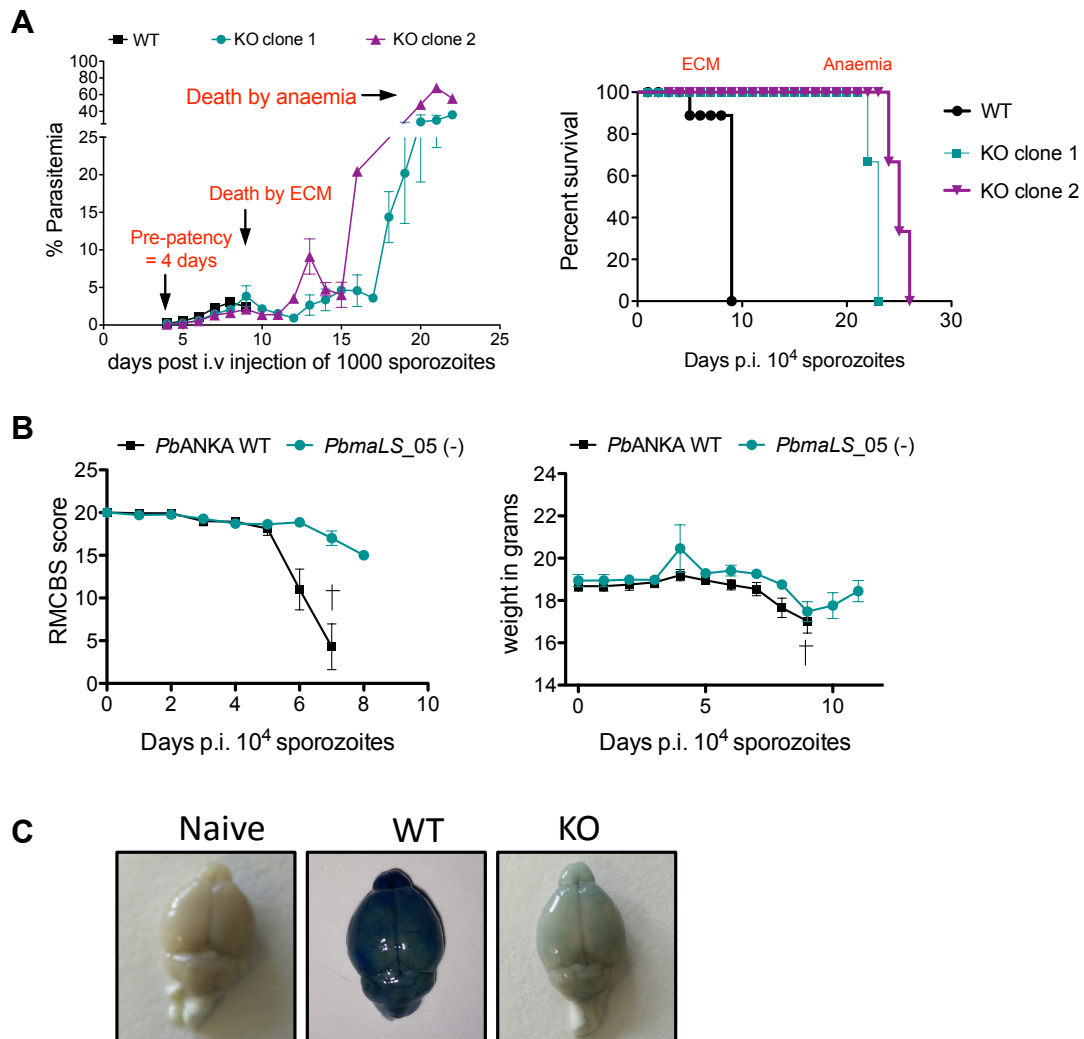 A
WT KO clone 1 KO clone 2
% Parasitemia
100
80
60
40
25
20
15
10
5
0
Death by anaemia
Death by ECM
Pre-patency
= 4 days
0 5 10 15 20 25
days post i.v injection of 1000 sporozoites
ECM Anaemia
Percent survival
100
80
60
40
20
0
0 10 20 30
Days p.i. 10⁴ sporozoites
WT
KO clone 1
KO clone 2
B
PbANKA WT PbmaLS_05 (-)
RMCBS score
25
20
15
10
5
0
†
0 2 4 6 8 10
Days p.i. 10⁴ sporozoites
PbANKA WT PbmaLS_05 (-)
weight in grams
24
22
20
18
16
14
†
0 5 10
Days p.i. 10⁴ sporozoites
C
Naive WT KO